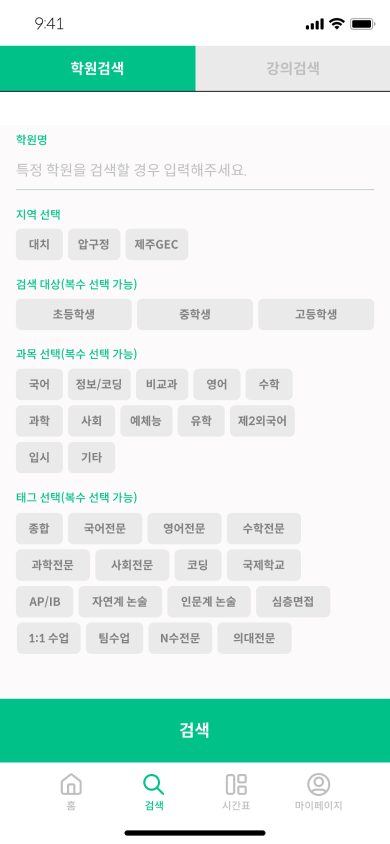 9:41
학원검색 강의검색
학원명
특정 학원을 검색할 경우 입력해주세요.
지역 선택
대치 압구정 제주GEC
검색 대상(복수 선택 가능)
초등학생 중학생 고등학생
과목 선택(복수 선택 가능)
국어 정보/코딩 비교과 영어 수학
과학 사회 예체능 유학 제2외국어
입시 기타
태그 선택(복수 선택 가능)
종합 국어전문 영어전문 수학전문
과학전문 사회전문 코딩 국제학교
AP/IB 자연계 논술 인문계 논술 심층면접
1:1 수업 팀수업 N수전문 의대전문
검색
홈 검색 시간표 마이페이지